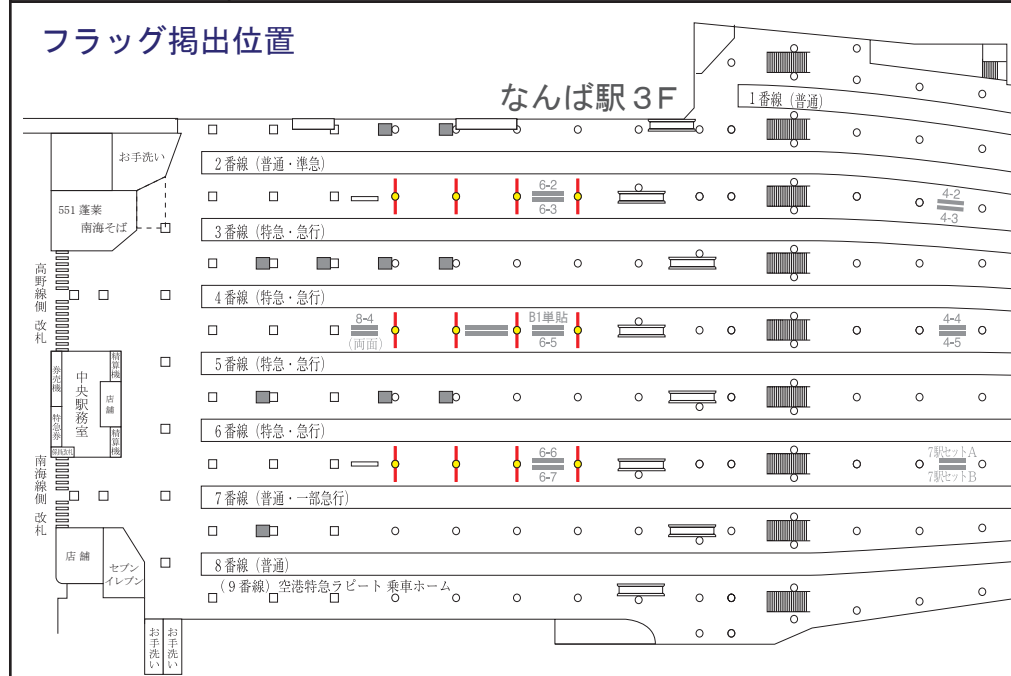 フラッグ掲出位置
なんば駅３F
1番線（普通）
お手洗い
2番線（普通・準急）
6-2
6-3
4-2
4-3
551 蓬莱
南海そば
3番線（特急・急行）
高野線側 改札
4番線（特急・急行）
8-4
(両面)
B1単貼
6-5
4-4
4-5
5番線（特急・急行）
精算機
券売機
中央駅務室
店舗
特急券
精算機
6番線（特急・急行）
6-6
6-7
7駅セットA
7駅セットB
南海線側 改札
7番線（普通・一部急行）
店 舗
セブン
イレブン
8番線（普通）
(９番線) 空港特急ラピート 乗車ホーム
お手洗い
お手洗い